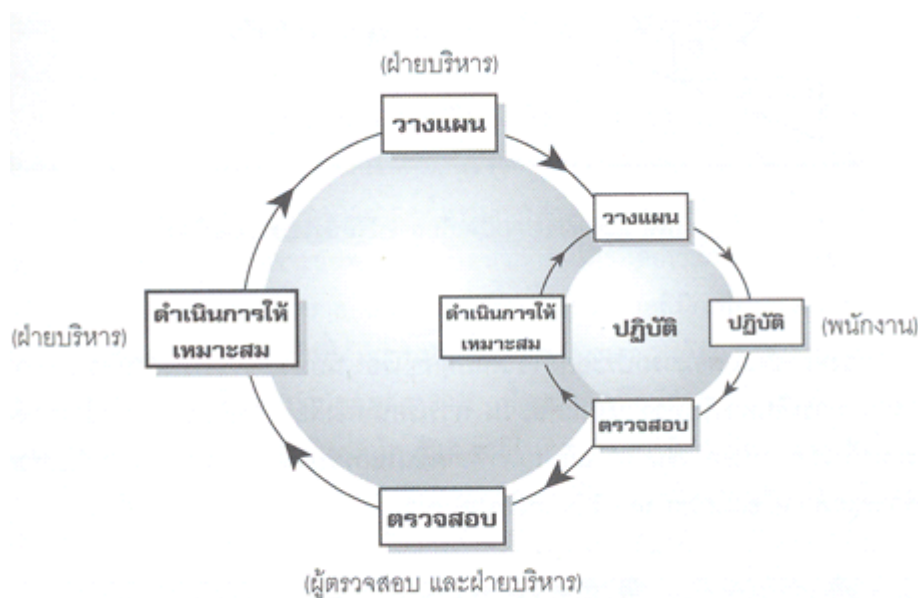 (ฝ่ายบริหาร)
วางแผน
วางแผน
(ฝ่ายบริหาร)
ดำเนินการให้
เหมาะสม
ดำเนินการให้
เหมาะสม
ปฏิบัติ
ปฏิบัติ
(พนักงาน)
ตรวจสอบ
ตรวจสอบ
(ผู้ตรวจสอบ และฝ่ายบริหาร)